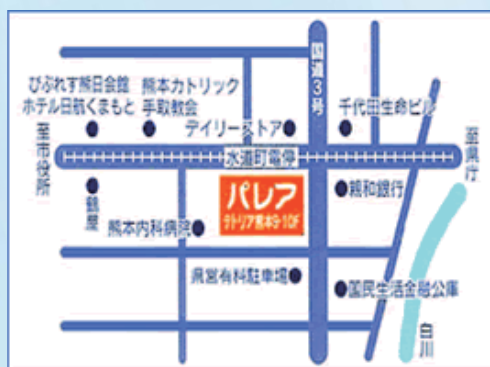 国道3号
びぷれす熊日会館
ホテル日航くまもと
熊本カトリック
手取教会
デイリーストア
千代田生命ビル
至市役所
水道町電停
至県庁
鶴屋
パレア
テトリア熊本9-10F
親和銀行
熊本内科病院
県営有料駐車場
国民生活金融公庫
白川